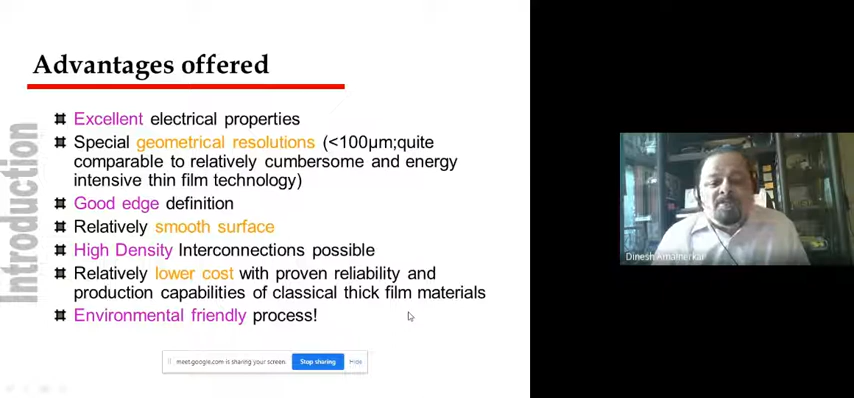 Advantages offered
Introduction
Excellent electrical properties
Special geometrical resolutions (<100µm;quite
comparable to relatively cumbersome and energy
intensive thin film technology)
Good edge definition
Relatively smooth surface
High Density Interconnections possible
Relatively lower cost with proven reliability and
production capabilities of classical thick film materials
Environmental friendly process!
meet.google.com is sharing your screen.
Stop sharing
Hide
Dinesh Amalnerkar